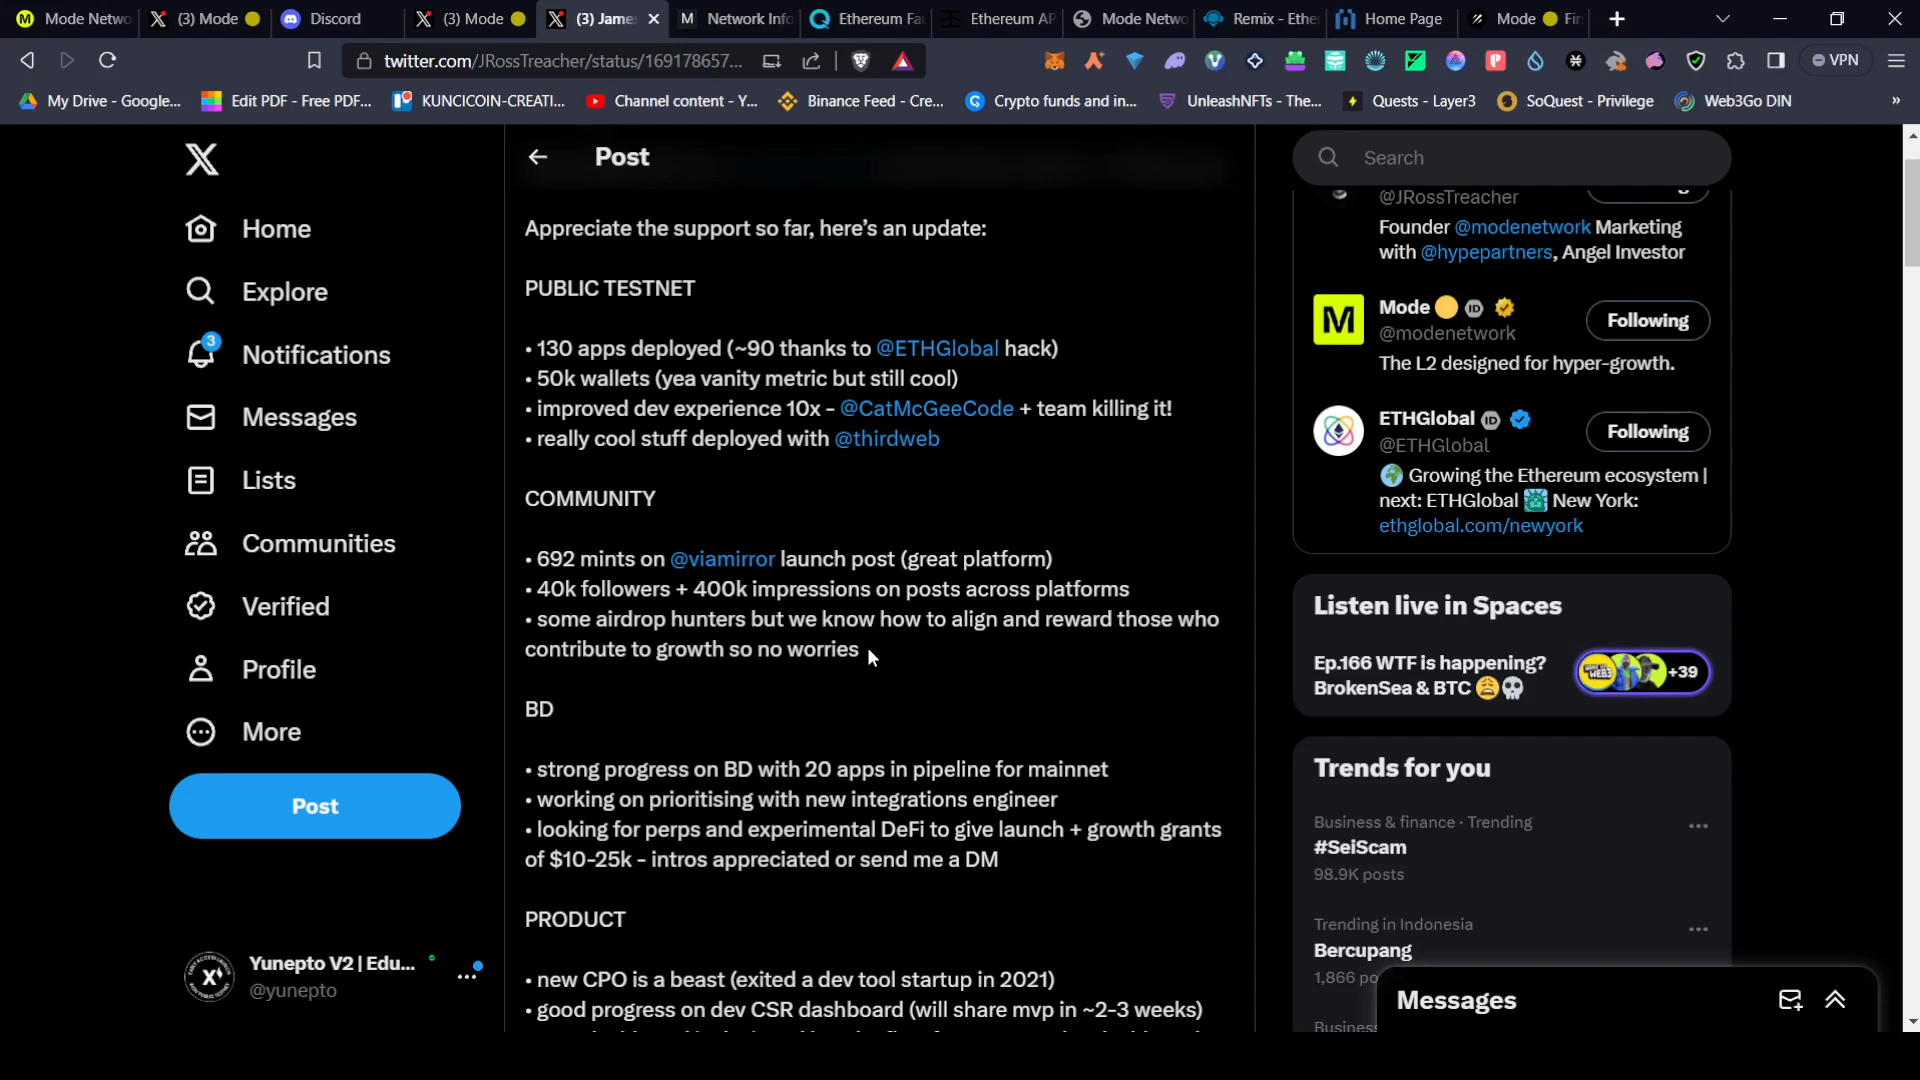 Mode Netwo
(3) Mode
Discord
(3) Mode
(3) Jame
Network Info
Ethereum Fa
Ethereum AP
Mode Netwo
Remix - Ethe
Home Page
Mode
Fir
twitter.com/JRossTreacher/status/169178657...
VPN
My Drive - Google...
Edit PDF - Free PDF...
KUNCICOIN-CREATI...
Channel content - Y...
Binance Feed - Cre...
Crypto funds and in...
UnleashNFTs - The...
Quests - Layer3
SoQuest - Privilege
Web3Go DIN
»
Home
Explore
3
Notifications
Messages
Lists
Communities
Verified
Profile
More
Post
Yunepto V2 | Edu...
@yunepto
Post
Appreciate the support so far, here's an update:
PUBLIC TESTNET
• 130 apps deployed (~90 thanks to @ETHGlobal hack)
• 50k wallets (yea vanity metric but still cool)
• improved dev experience 10x - @CatMcGeeCode + team killing it!
• really cool stuff deployed with @thirdweb
COMMUNITY
• 692 mints on @viamirror launch post (great platform)
• 40k followers + 400k impressions on posts across platforms
• some airdrop hunters but we know how to align and reward those who
contribute to growth so no worries
BD
• strong progress on BD with 20 apps in pipeline for mainnet
• working on prioritising with new integrations engineer
• looking for perps and experimental DeFi to give launch + growth grants
of $10-25k - intros appreciated or send me a DM
PRODUCT
• new CPO is a beast (exited a dev tool startup in 2021)
• good progress on dev CSR dashboard (will share mvp in ~2-3 weeks)
Search
@JRossTreacher
Founder @modenetwork Marketing
with @hypepartners, Angel Investor
M
Mode
@modenetwork
Following
The L2 designed for hyper-growth.
ETHGlobal
@ETHGlobal
Following
Growing the Ethereum ecosystem |
next: ETHGlobal 🗽 New York:
ethglobal.com/newyork
Listen live in Spaces
Ep.166 WTF is happening?
BrokenSea & BTC 😩💀
+39
Trends for you
Business & finance · Trending
#SeiScam
98.9K posts
Trending in Indonesia
Bercupang
1,866 po
Busines
Messages